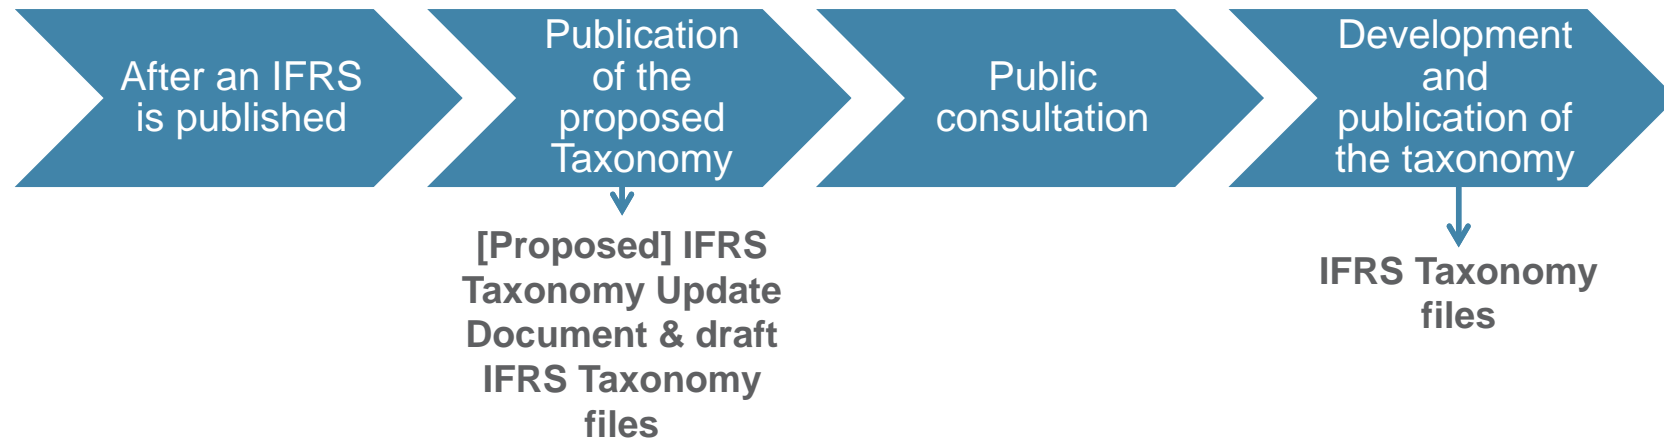 After an IFRS
is published
Publication
of the
proposed
Taxonomy
Public
consultation
Development
and
publication of
the taxonomy
[Proposed] IFRS
Taxonomy Update
Document & draft
IFRS Taxonomy
files
IFRS Taxonomy
files